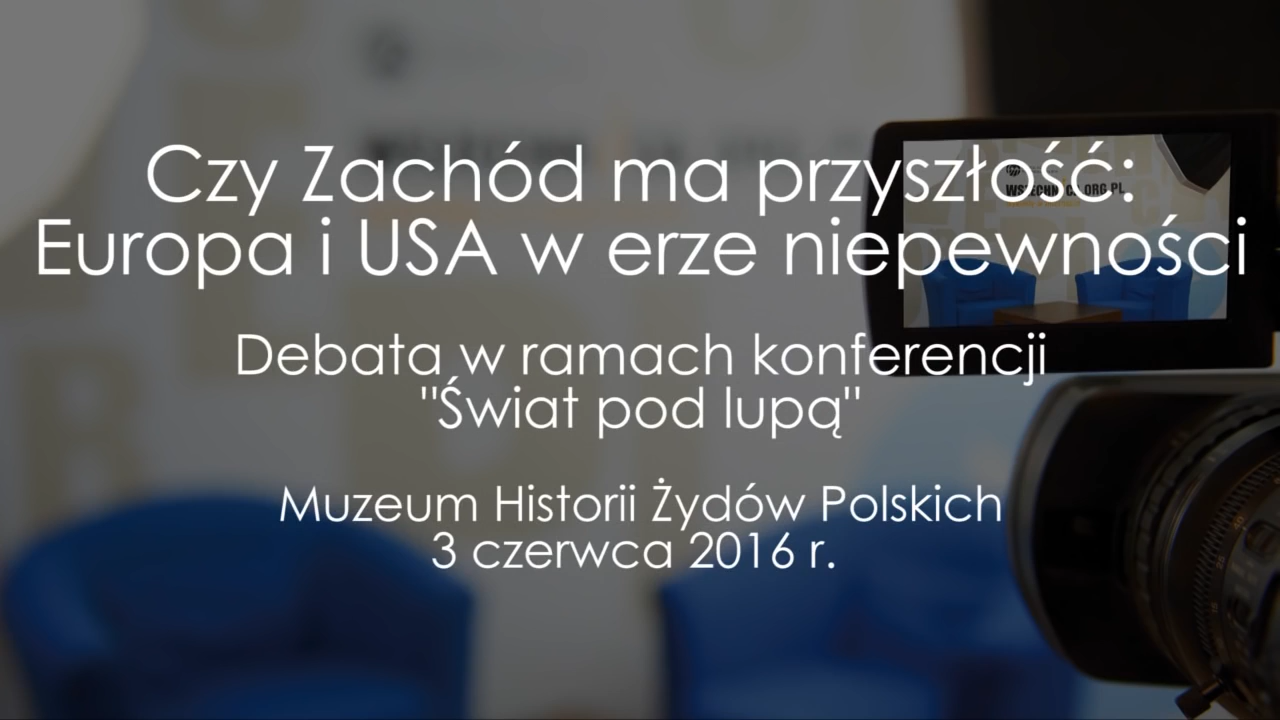 Czy Zachód ma przyszłość:
Europa i USA w erze niepewności
Debata w ramach konferencji
"Świat pod lupą"
Muzeum Historii Żydów Polskich
3 czerwca 2016 r.